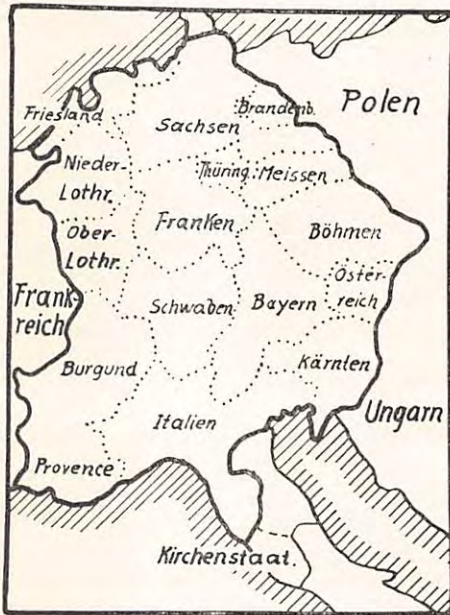 Friesland
Sachsen
Brandenb.
Polen
Nieder-
Lothr.
Thüring.
Meissen
Ober-
Lothr.
Franken
Böhmen
Frank-
reich
Schwaben
Bayern
Öster-
reich
Burgund
Kärnten
Italien
Ungarn
Provence
Kirchenstaat.